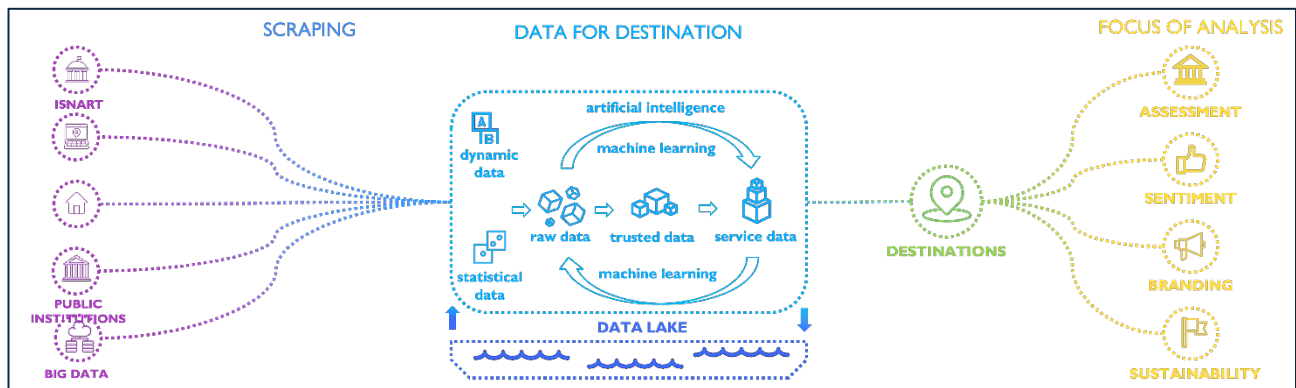 SCRAPING
DATA FOR DESTINATION
FOCUS OF ANALYSIS
ISNART
PUBLIC
INSTITUTIONS
BIG DATA
A
B
dynamic
data
statistical
data
artificial intelligence
machine learning
raw data
trusted data
service data
machine learning
DATA LAKE
DESTINATIONS
ASSESSMENT
SENTIMENT
BRANDING
SUSTAINABILITY